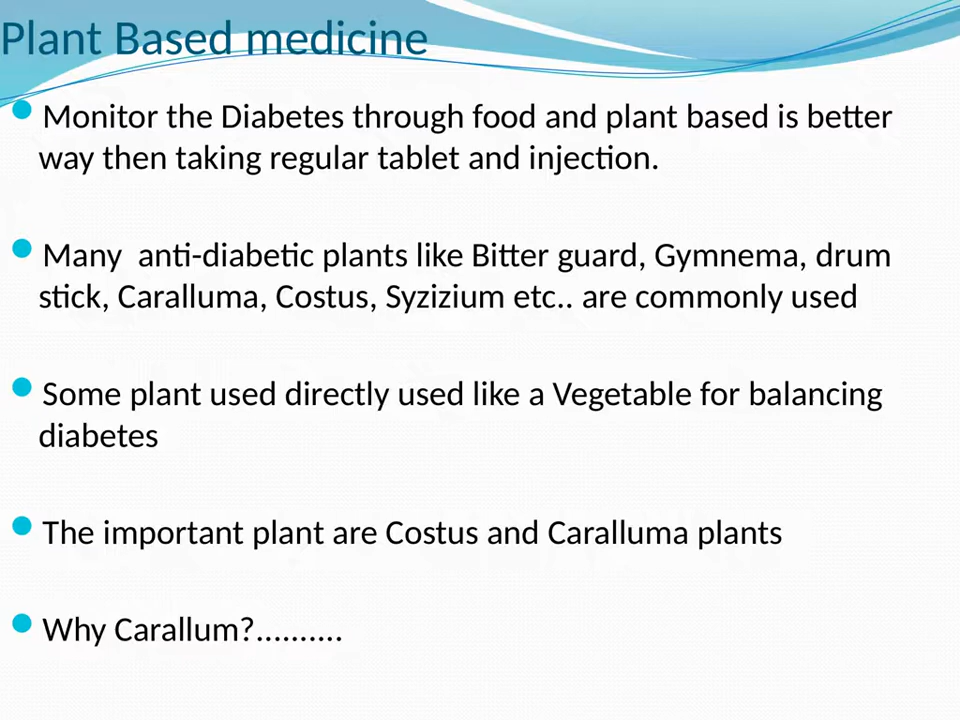 Plant Based medicine
Monitor the Diabetes through food and plant based is better
way then taking regular tablet and injection.
Many  anti-diabetic plants like Bitter guard, Gymnema, drum
stick, Caralluma, Costus, Syzizium etc.. are commonly used
Some plant used directly used like a Vegetable for balancing
diabetes
The important plant are Costus and Caralluma plants
Why Carallum?..........